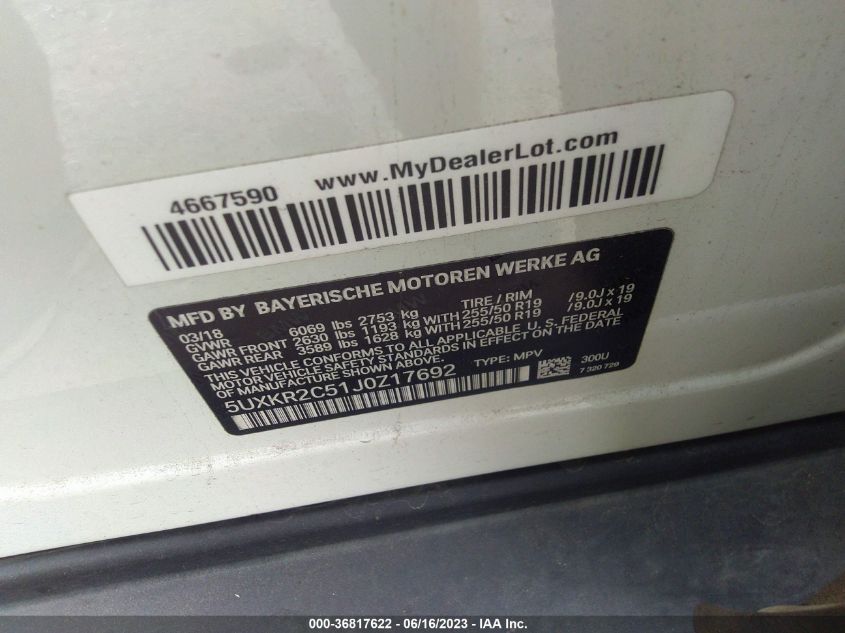 4667590 www.MyDealerLot.com
MFD BY BAYERISCHE MOTOREN WERKE AG
03/18
GVWR 6069 lbs 2753 kg TIRE / RIM
GAWR FRONT 2630 lbs 1193 kg WITH 255/50 R19 /9.0J x 19
GAWR REAR 3589 lbs 1628 kg WITH 255/50 R19 /9.0J x 19
THIS VEHICLE CONFORMS TO ALL APPLICABLE U.S. FEDERAL
MOTOR VEHICLE SAFETY STANDARDS IN EFFECT ON THE DATE
OF MANUFACTURE SHOWN ABOVE.
5UXKR2C51J0Z17692 TYPE: MPV 300U
7 320 729
000-36817622 - 06/16/2023 - IAA Inc.